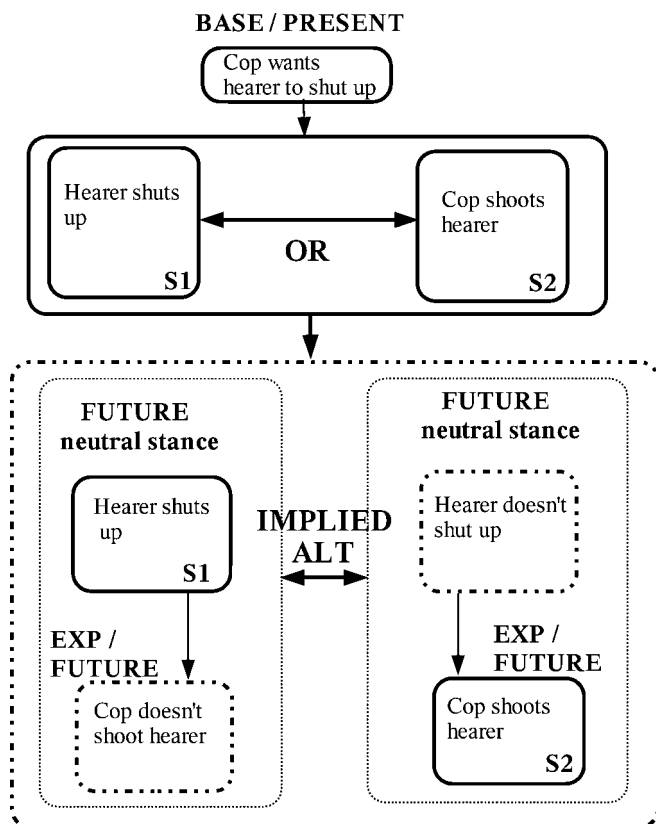 BASE / PRESENT
Cop wants
hearer to shut up
Hearer shuts
up
S1
OR
Cop shoots
hearer
S2
FUTURE
neutral stance
Hearer shuts
up
S1
EXP /
FUTURE
Cop doesn't
shoot hearer
IMPLIED
ALT
FUTURE
neutral stance
Hearer doesn't
shut up
EXP /
FUTURE
Cop shoots
hearer
S2